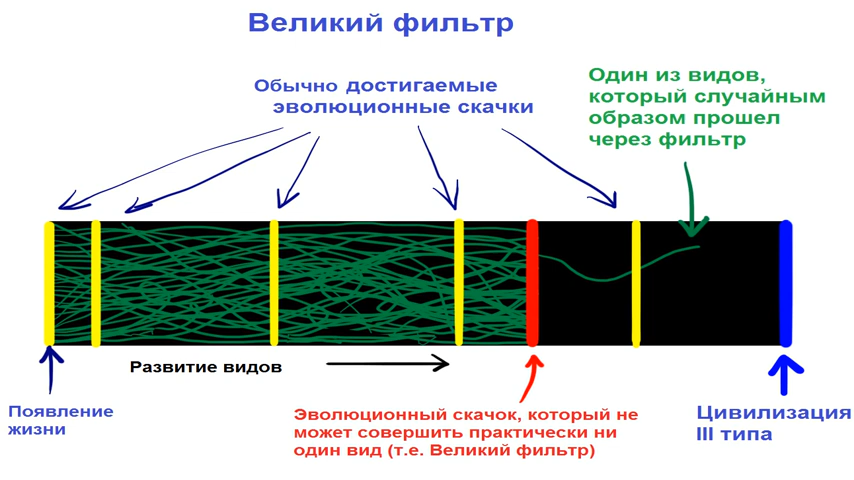 Великий фильтр
Обычно достигаемые
эволюционные скачки
Один из видов,
который случайным
образом прошел
через фильтр
Развитие видов
Появление
жизни
Эволюционный скачок, который не
может совершить практически ни
один вид (т.е. Великий фильтр)
Цивилизация
III типа